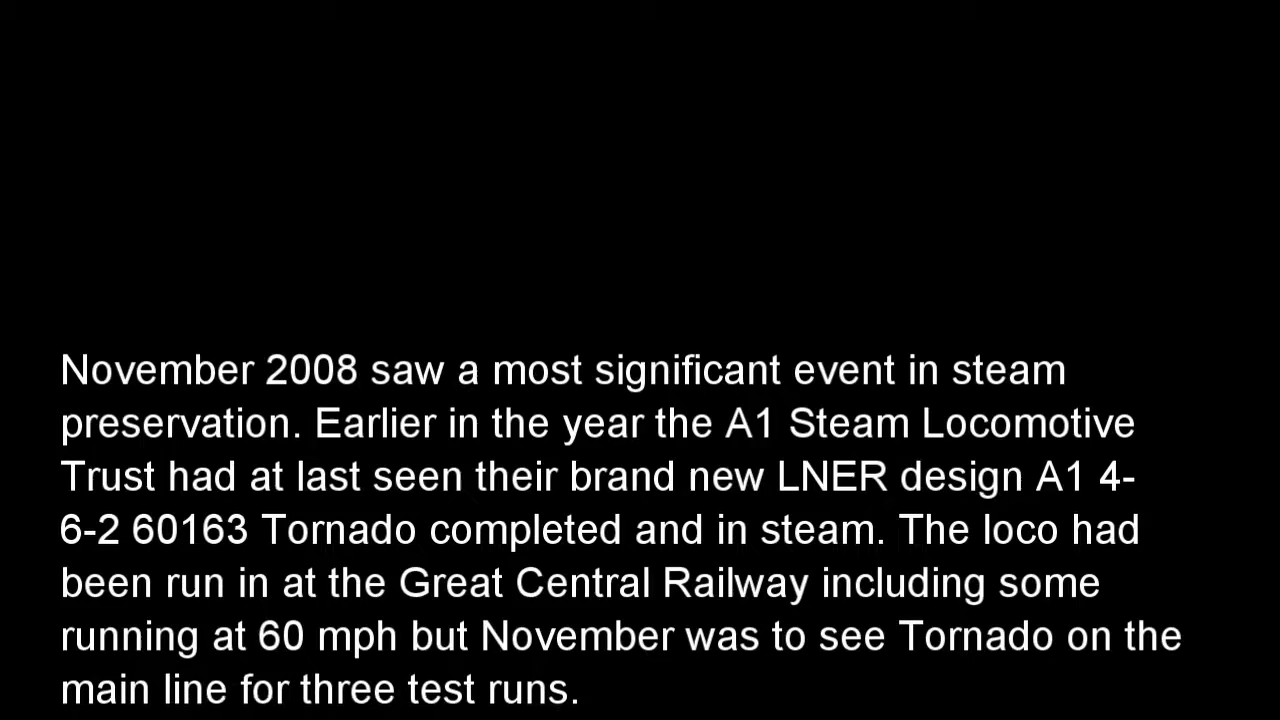 November 2008 saw a most significant event in steam
preservation. Earlier in the year the A1 Steam Locomotive
Trust had at last seen their brand new LNER design A1 4-
6-2 60163 Tornado completed and in steam. The loco had
been run in at the Great Central Railway including some
running at 60 mph but November was to see Tornado on the
main line for three test runs.